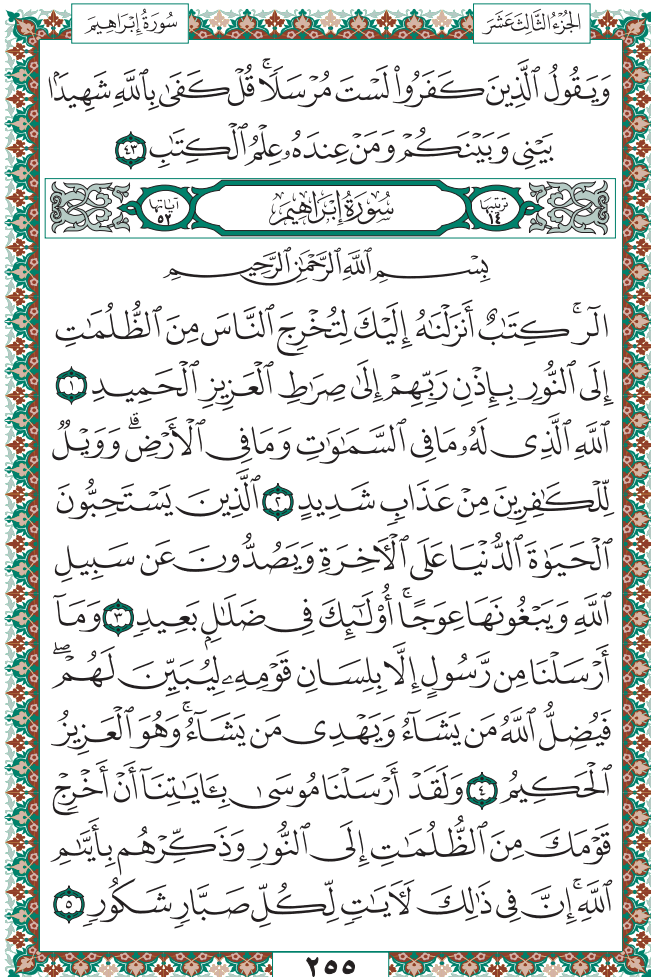 سُورَةُ إِبْرَاهِيم
الجُزْءُ الثَّالِثَ عَشَرَ
وَيَقُولُ ٱلَّذِينَ كَفَرُواْ لَسْتَ مُرْسَلًاۚ قُلْ كَفَىٰ بِٱللَّهِ شَهِيدَۢا
بَيْنِي وَبَيْنَكُمْ وَمَنْ عِندَهُۥ عِلْمُ ٱلْكِتَٰبِ ٤٣
ترتيبها ١٤ سُورَةُ إِبْرَاهِيم آياتها ٥٢
بِسْمِ ٱللَّهِ ٱلرَّحْمَٰنِ ٱلرَّحِيمِ
الٓرۚ كِتَٰبٌ أَنزَلْنَٰهُ إِلَيْكَ لِتُخْرِجَ ٱلنَّاسَ مِنَ ٱلظُّلُمَٰتِ
إِلَى ٱلنُّورِ بِإِذْنِ رَبِّهِمْ إِلَىٰ صِرَٰطِ ٱلْعَزِيزِ ٱلْحَمِيدِ ١
ٱللَّهِ ٱلَّذِي لَهُۥ مَا فِي ٱلسَّمَٰوَٰتِ وَمَا فِي ٱلْأَرْضِۗ وَوَيْلٌ
لِّلْكَٰفِرِينَ مِنْ عَذَابٍ شَدِيدٍ ٢ ٱلَّذِينَ يَسْتَحِبُّونَ
ٱلْحَيَوٰةَ ٱلدُّنْيَا عَلَى ٱلْأٓخِرَةِ وَيَصُدُّونَ عَن سَبِيلِ
ٱللَّهِ وَيَبْغُونَهَا عِوَجًاۚ أُوْلَٰٓئِكَ فِي ضَلَٰلٍۭ بَعِيدٍ ٣ وَمَآ
أَرْسَلْنَا مِن رَّسُولٍ إِلَّا بِلِسَانِ قَوْمِهِۦ لِيُبَيِّنَ لَهُمْۖ
فَيُضِلُّ ٱللَّهُ مَن يَشَآءُ وَيَهْدِي مَن يَشَآءُۚ وَهُوَ ٱلْعَزِيزُ
ٱلْحَكِيمُ ٤ وَلَقَدْ أَرْسَلْنَا مُوسَىٰ بِـَٔايَٰتِنَآ أَنْ أَخْرِجْ
قَوْمَكَ مِنَ ٱلظُّلُمَٰتِ إِلَى ٱلنُّورِ وَذَكِّرْهُم بِأَيَّىٰمِ
ٱللَّهِۚ إِنَّ فِي ذَٰلِكَ لَأٓيَٰتٍ لِّكُلِّ صَبَّارٍ شَكُورٍ ٥
٢٥٥